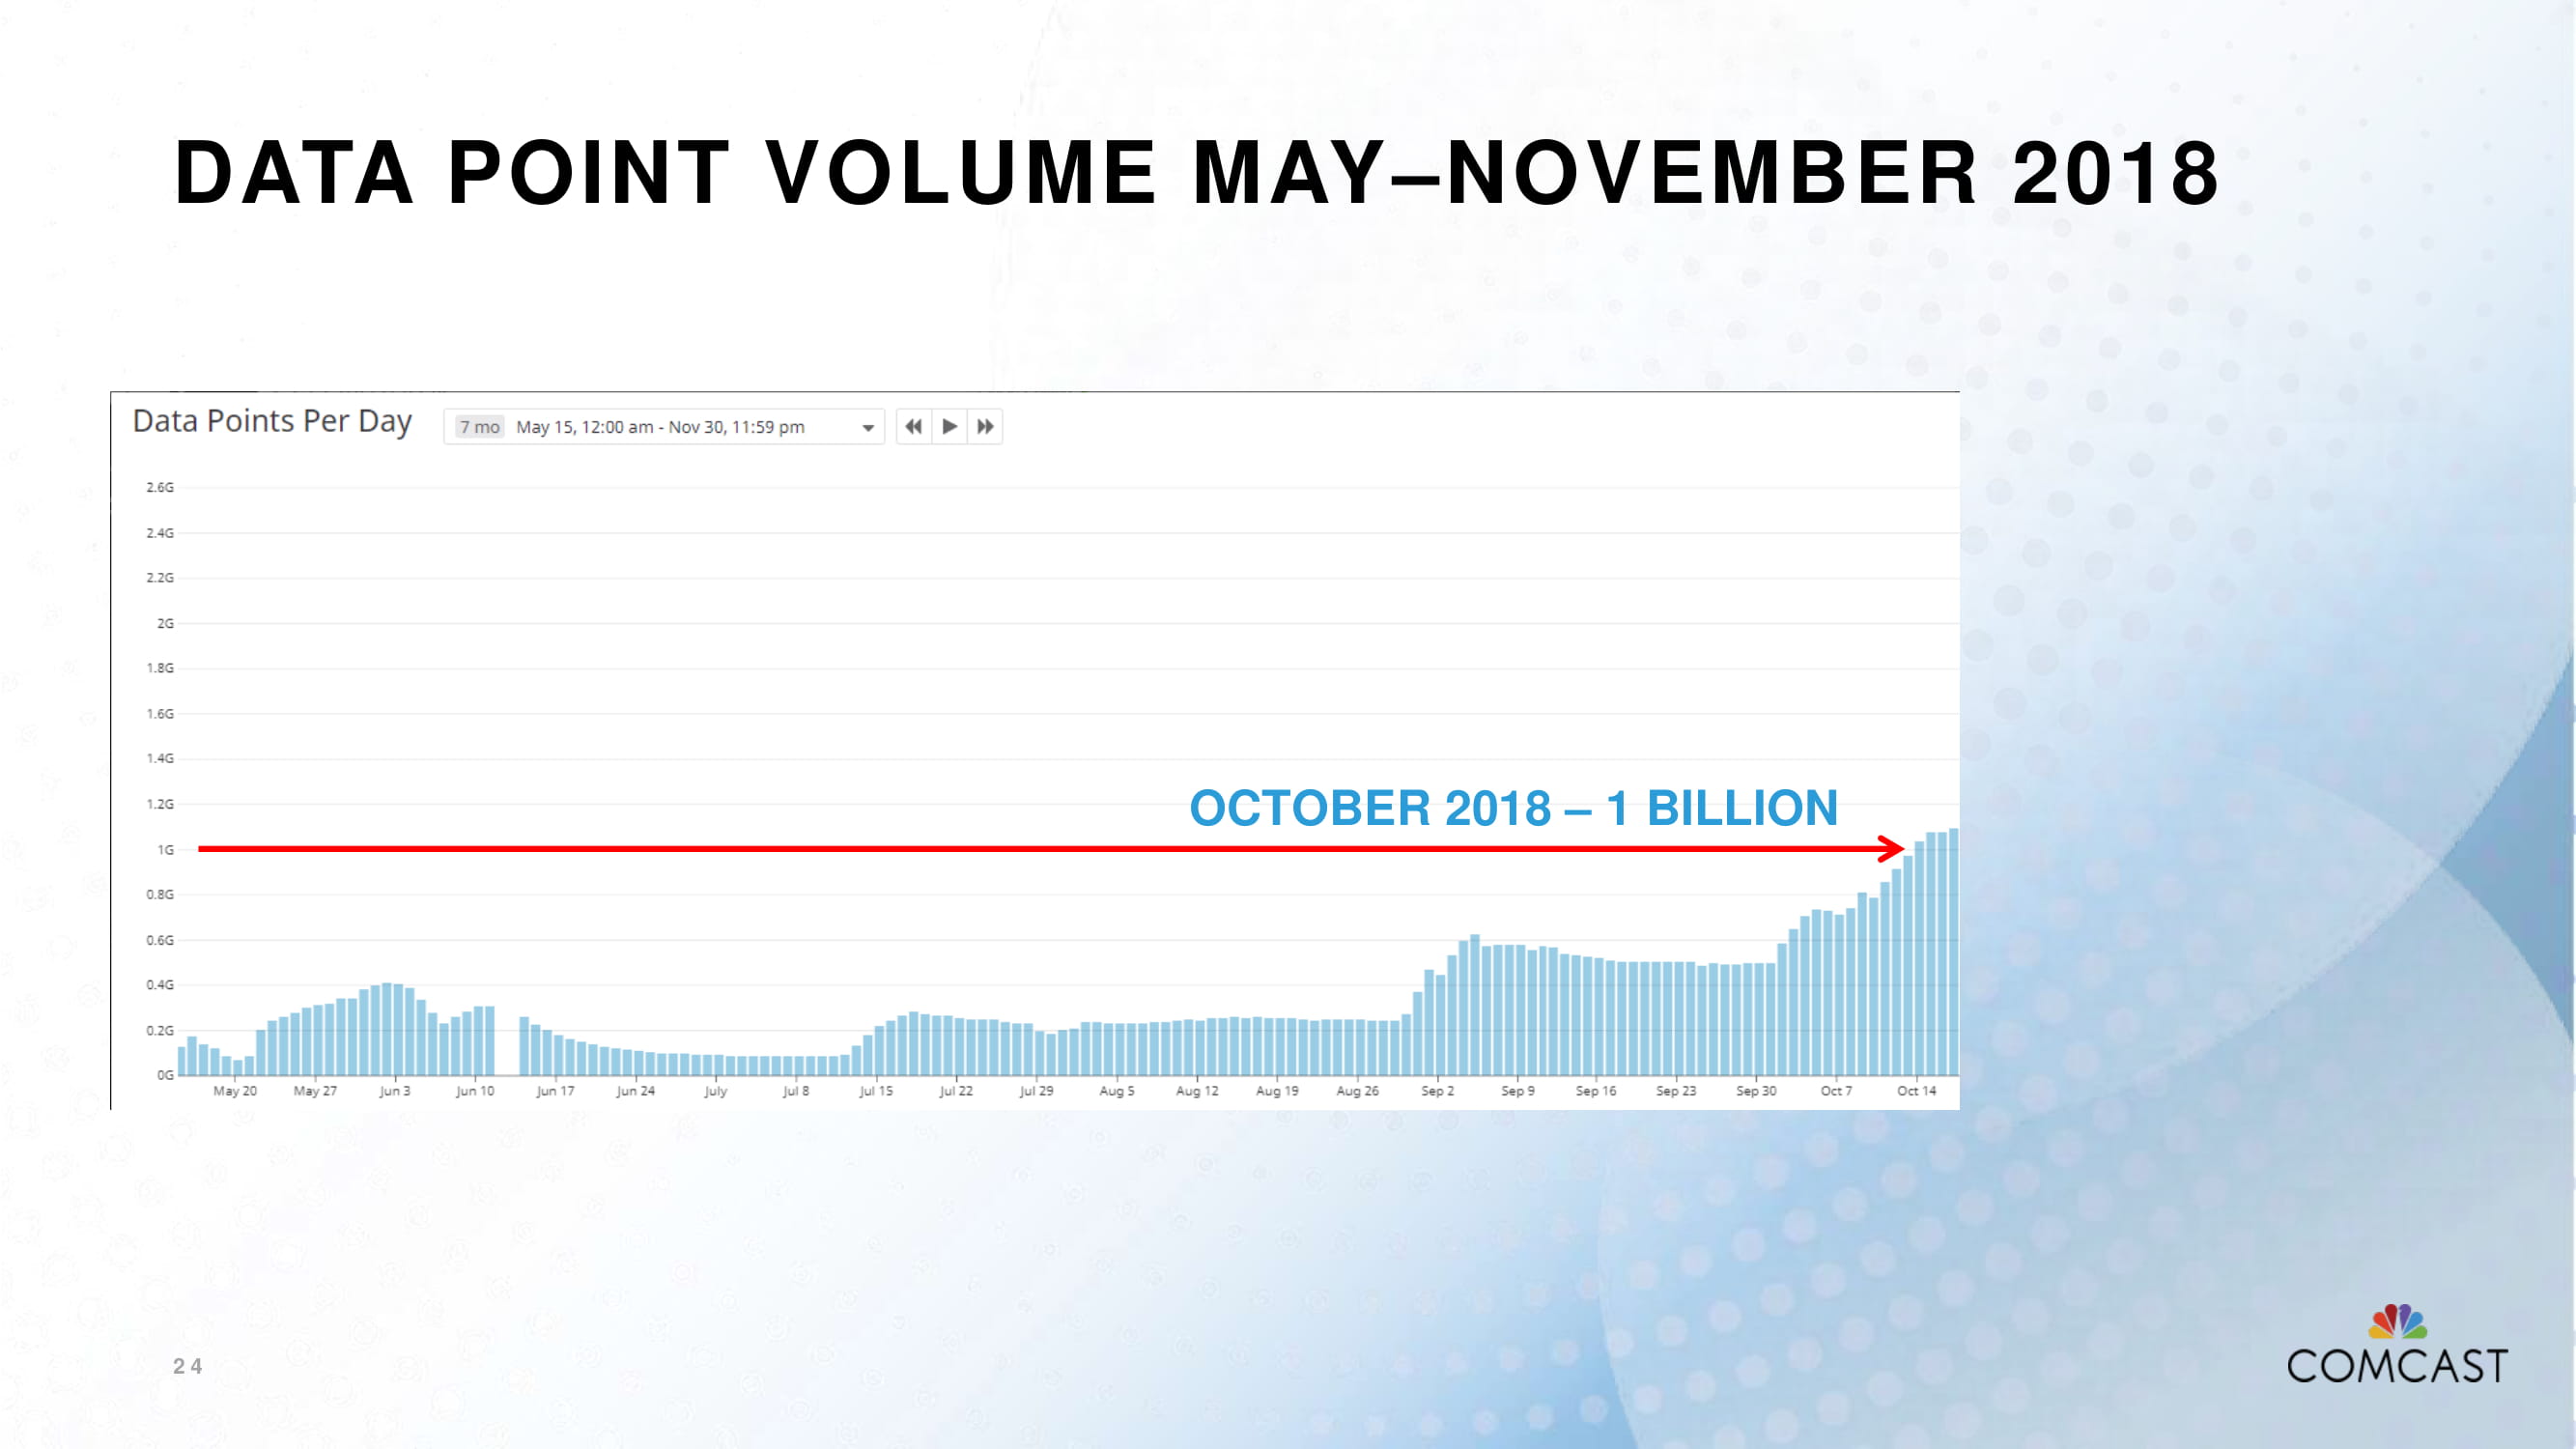 DATA POINT VOLUME MAY–NOVEMBER 2018
Data Points Per Day
7 mo May 15, 12:00 am - Nov 30, 11:59 pm
2.6G
2.4G
2.2G
2G
1.8G
1.6G
1.4G
1.2G
OCTOBER 2018 – 1 BILLION
1G
0.8G
0.6G
0.4G
0.2G
0G
May 20 May 27 Jun 3 Jun 10 Jun 17 Jun 24 July Jul 8 Jul 15 Jul 22 Jul 29 Aug 5 Aug 12 Aug 19 Aug 26 Sep 2 Sep 9 Sep 16 Sep 23 Sep 30 Oct 7 Oct 14
24
COMCAST